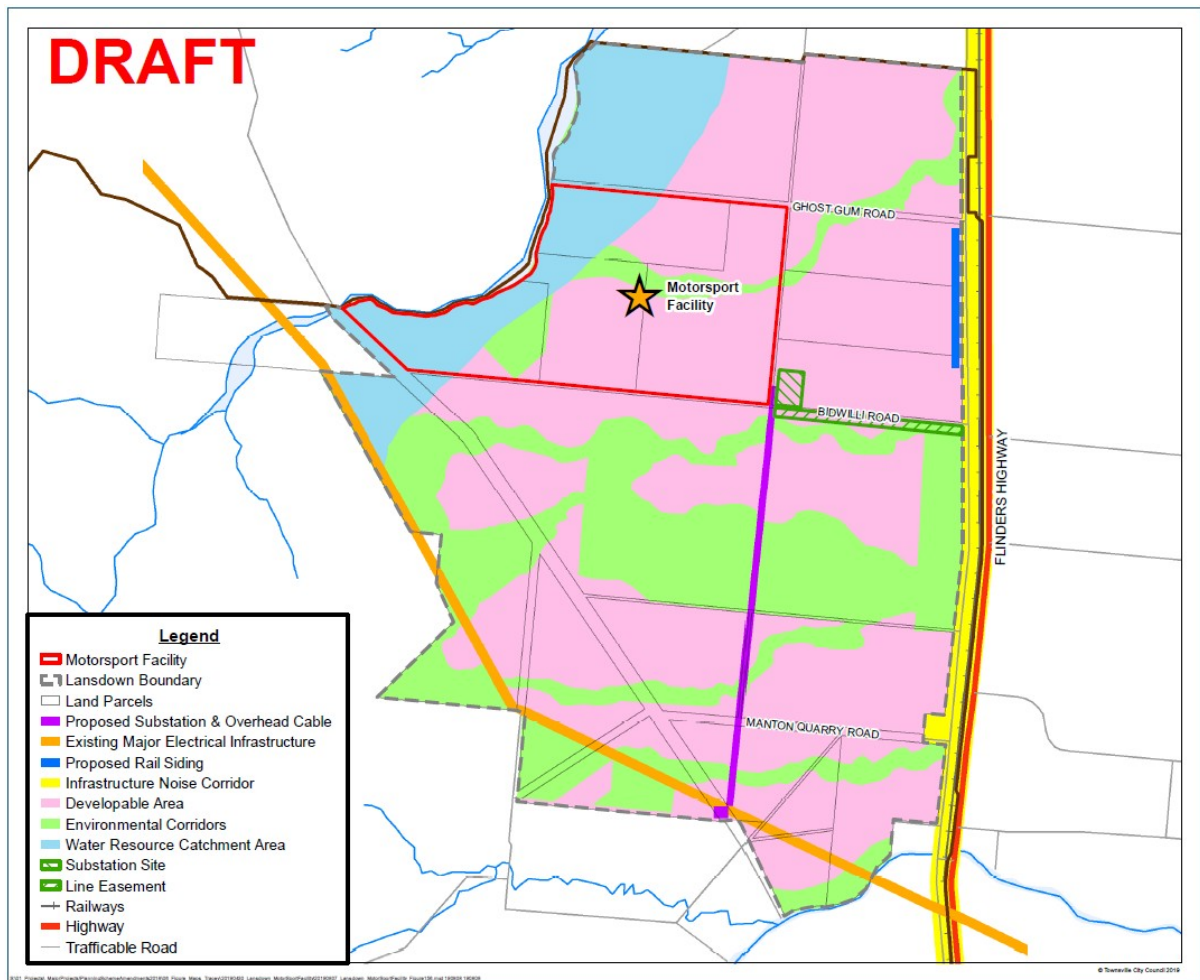 DRAFT
GHOST GUM ROAD
Motorsport
Facility
BIDWILLI ROAD
FLINDERS HIGHWAY
MANTON QUARRY ROAD
Legend
Motorsport Facility
Lansdown Boundary
Land Parcels
Proposed Substation & Overhead Cable
Existing Major Electrical Infrastructure
Proposed Rail Siding
Infrastructure Noise Corridor
Developable Area
Environmental Corridors
Water Resource Catchment Area
Substation Site
Line Easement
Railways
Highway
Trafficable Road
© Townsville City Council 2019